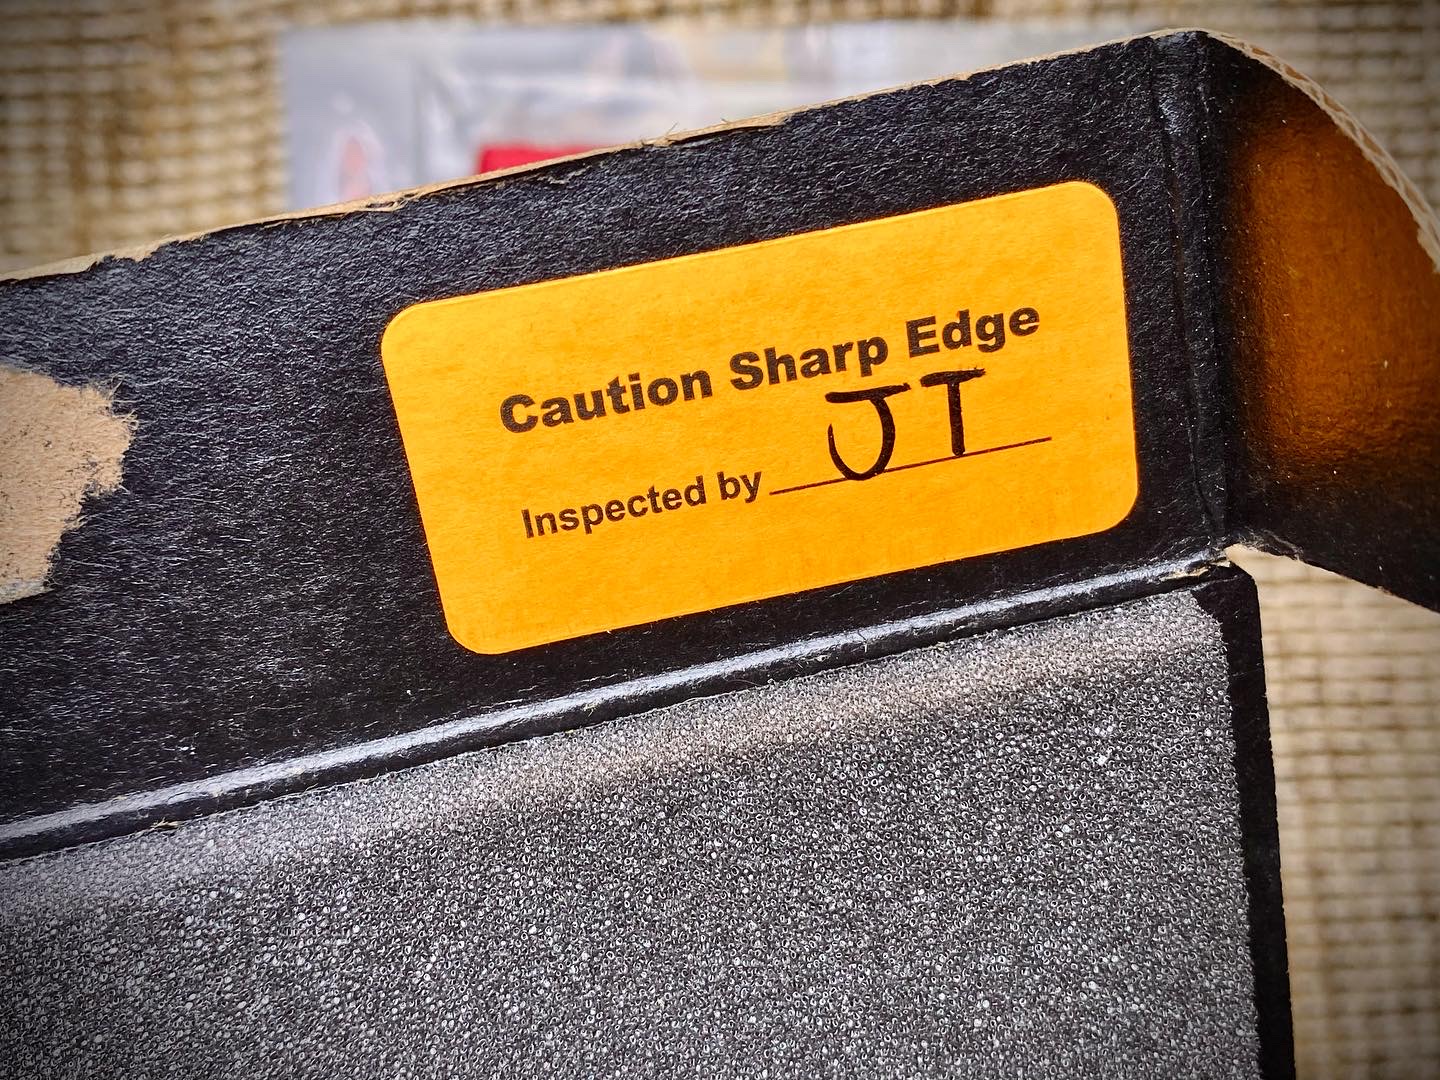 Caution Sharp Edge
Inspected by JT